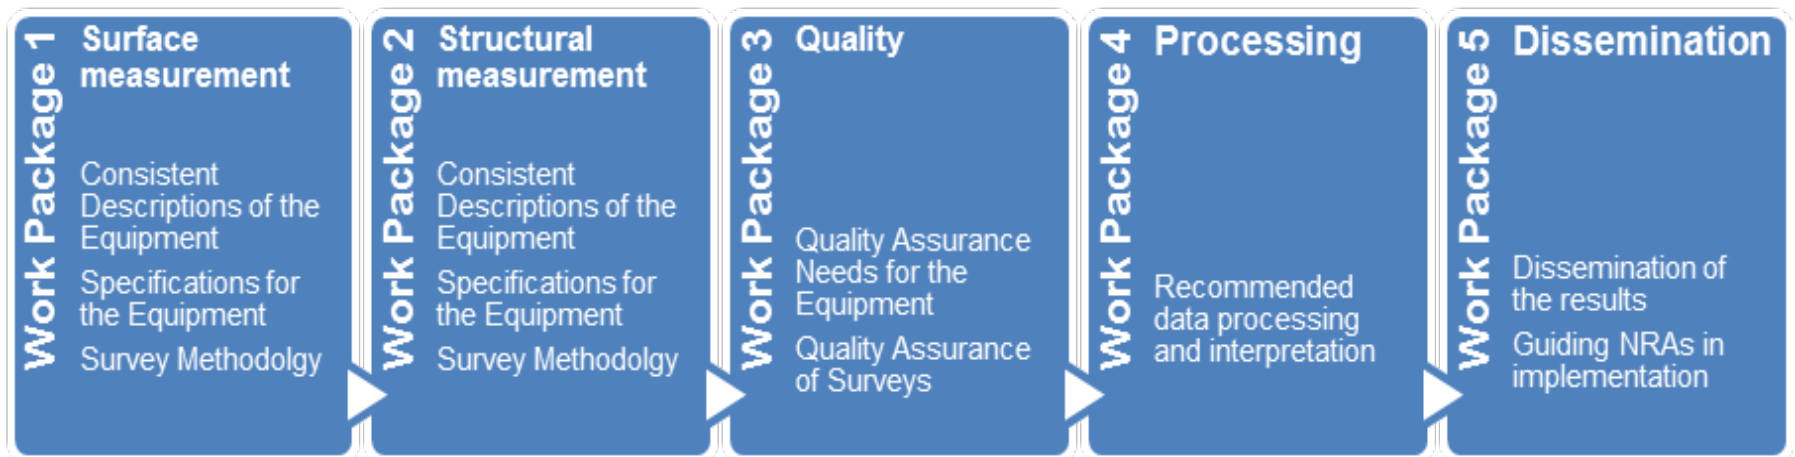 Work Package 1
Surface
measurement
Consistent
Descriptions of the
Equipment
Specifications for
the Equipment
Survey Methodolgy
Work Package 2
Structural
measurement
Consistent
Descriptions of the
Equipment
Specifications for
the Equipment
Survey Methodolgy
Work Package 3
Quality
Quality Assurance
Needs for the
Equipment
Quality Assurance
of Surveys
Work Package 4
Processing
Recommended
data processing
and interpretation
Work Package 5
Dissemination
Dissemination of
the results
Guiding NRAs in
implementation